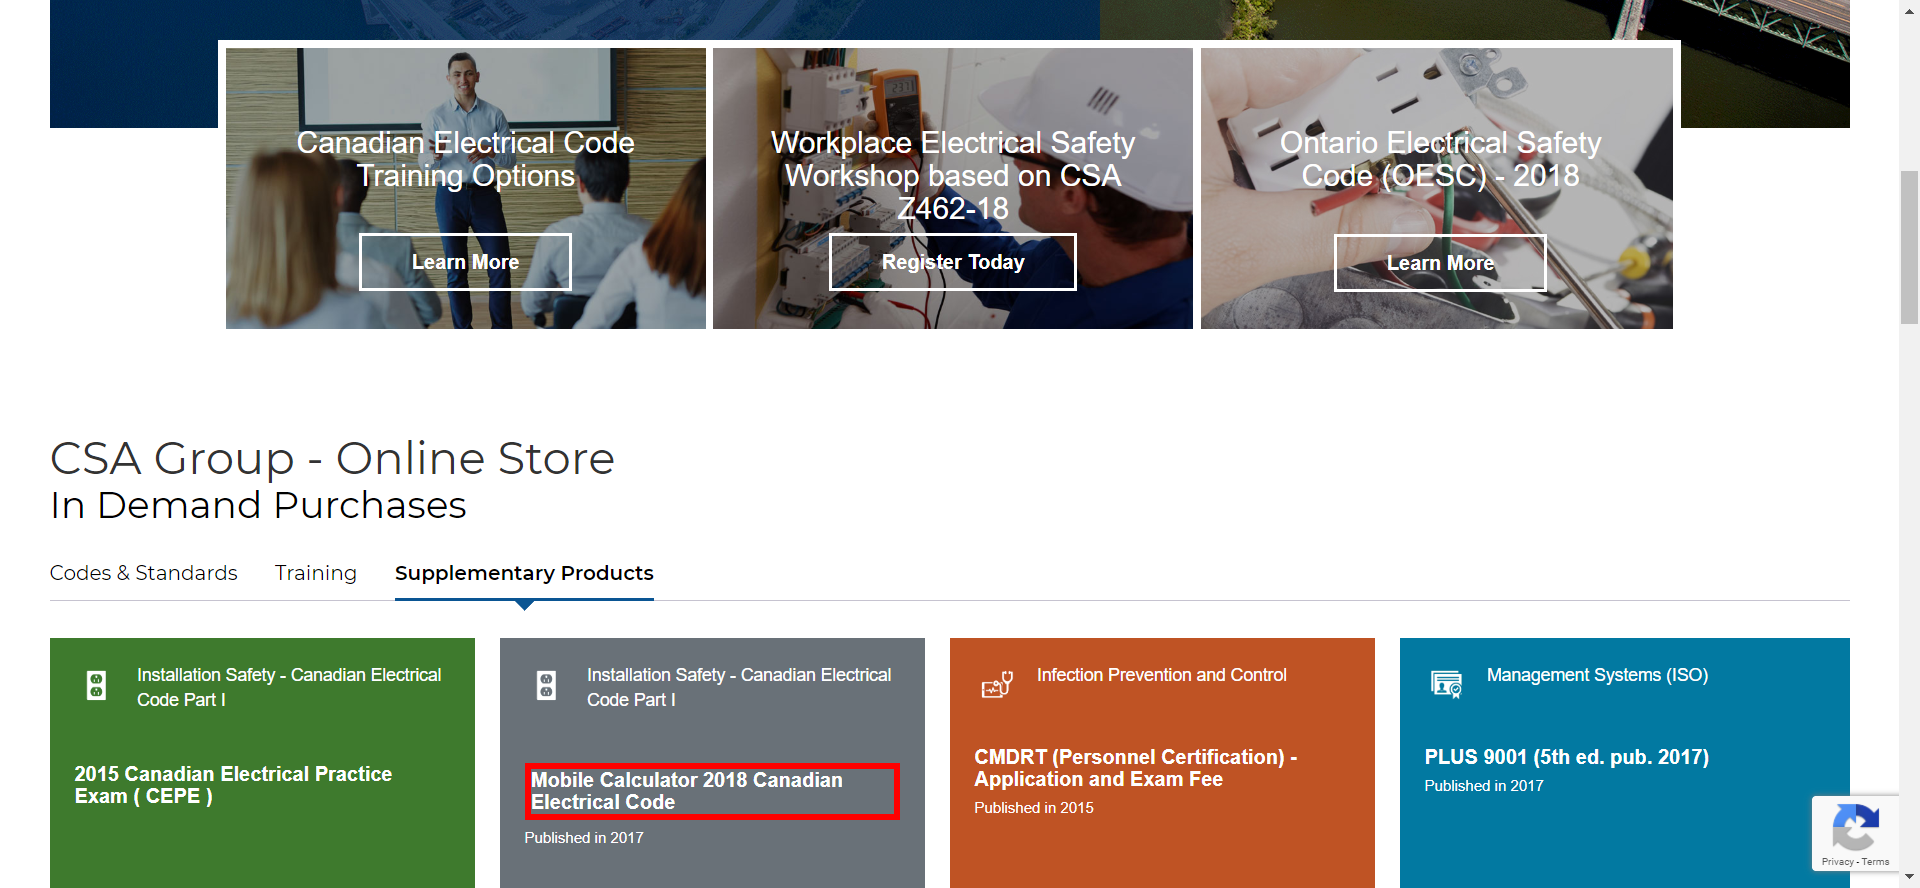 Canadian Electrical Code
Training Options
Learn More
Workplace Electrical Safety
Workshop based on CSA
Z462-18
Register Today
Ontario Electrical Safety
Code (OESC) - 2018
Learn More
CSA Group - Online Store
In Demand Purchases
Codes & Standards
Training
Supplementary Products
Installation Safety - Canadian Electrical
Code Part I
2015 Canadian Electrical Practice
Exam ( CEPE )
Installation Safety - Canadian Electrical
Code Part I
Mobile Calculator 2018 Canadian
Electrical Code
Published in 2017
Infection Prevention and Control
CMDRT (Personnel Certification) -
Application and Exam Fee
Published in 2015
Management Systems (ISO)
PLUS 9001 (5th ed. pub. 2017)
Published in 2017
Privacy - Terms